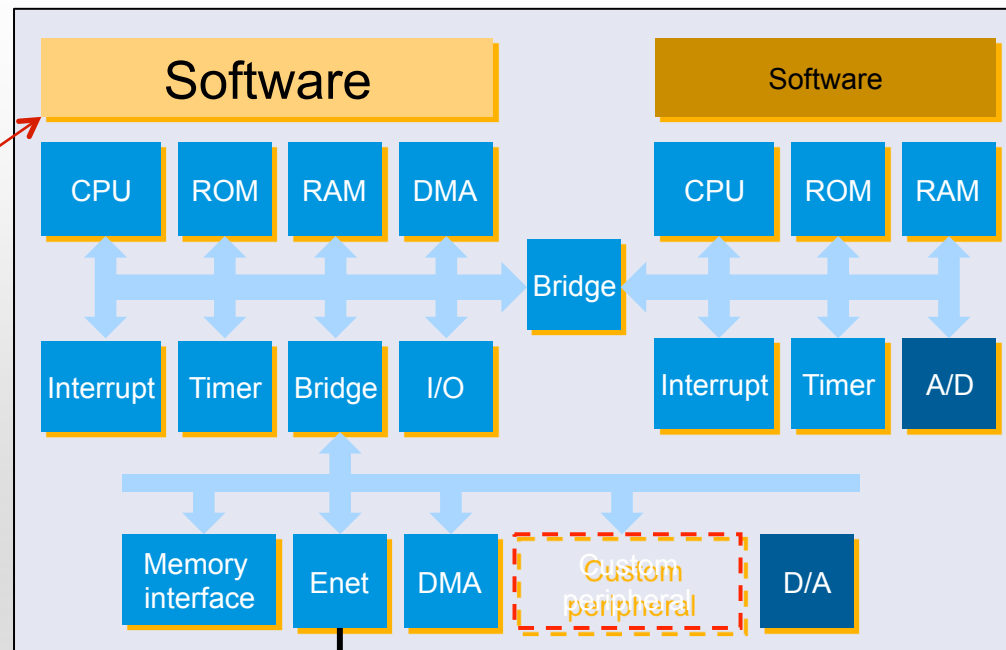 Software
Software
CPU
ROM
RAM
DMA
CPU
ROM
RAM
Bridge
Interrupt
Timer
Bridge
I/O
Interrupt
Timer
A/D
Memory
interface
Enet
DMA
Custom
peripheral
D/A